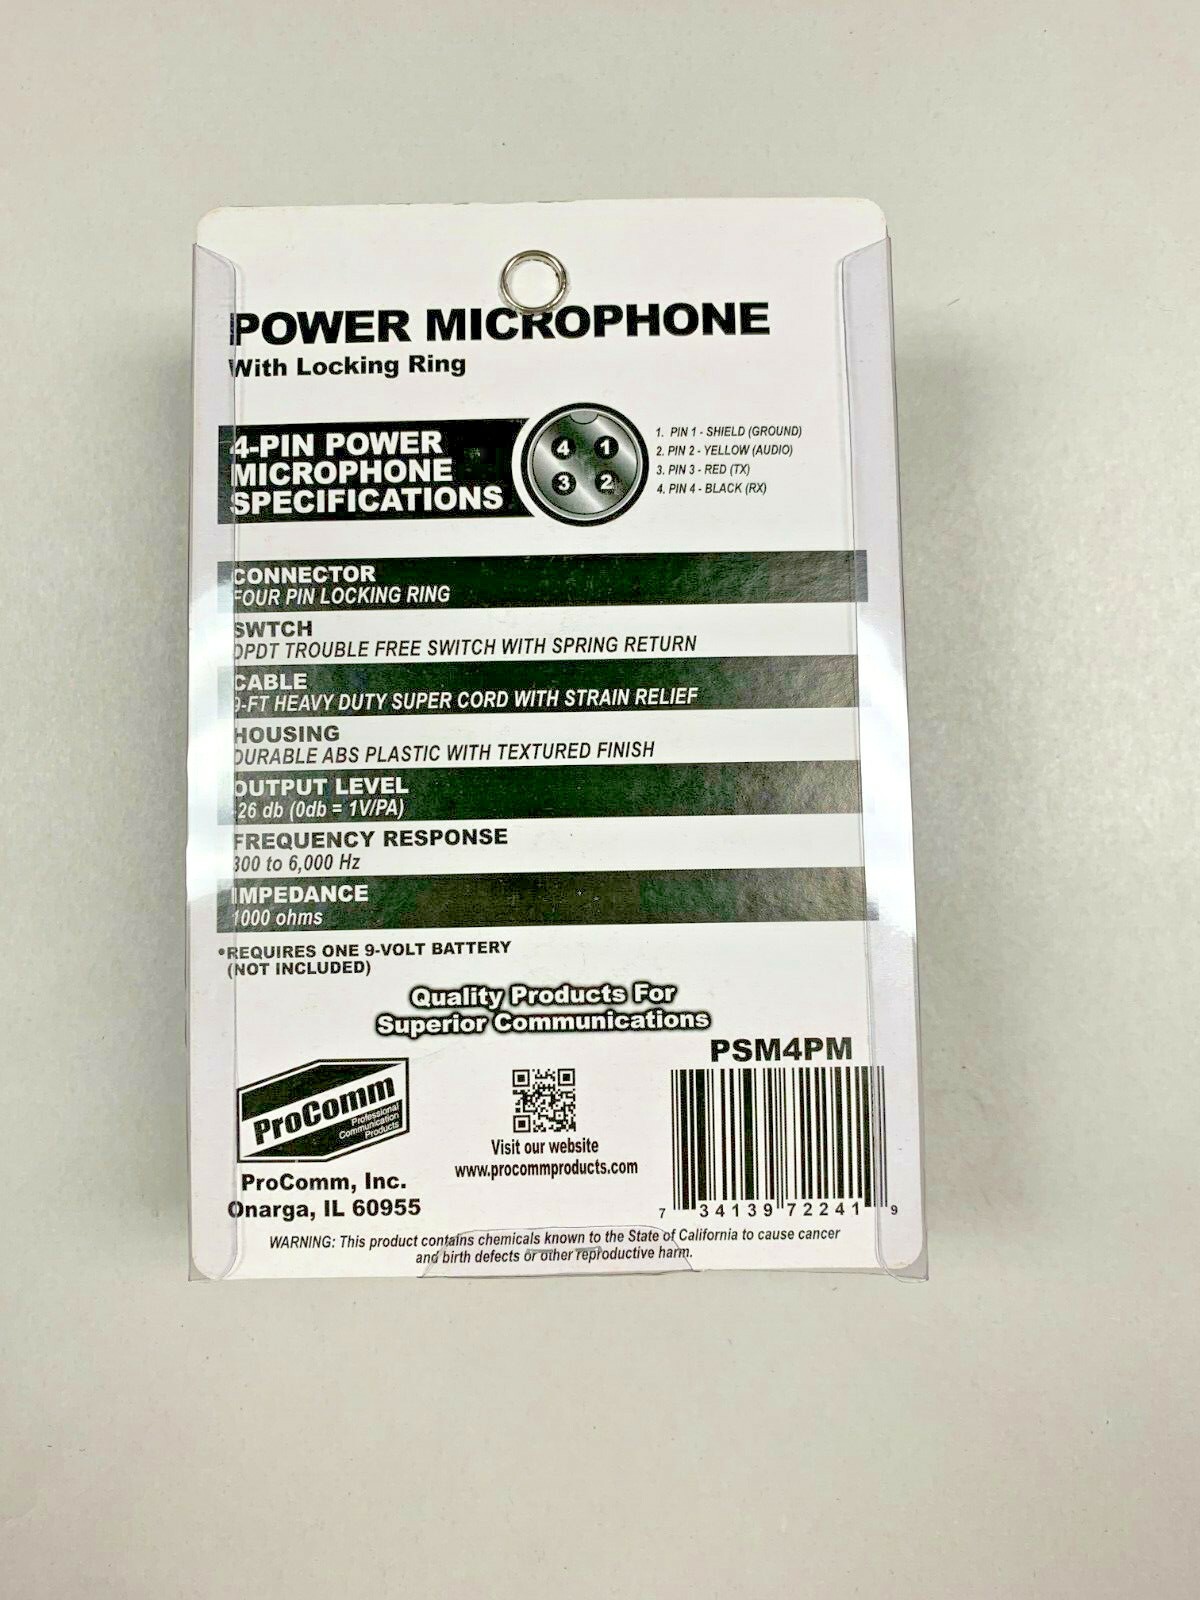 POWER MICROPHONE
With Locking Ring
4-PIN POWER
MICROPHONE
SPECIFICATIONS
4 1
3 2
1. PIN 1 - SHIELD (GROUND)
2. PIN 2 - YELLOW (AUDIO)
3. PIN 3 - RED (TX)
4. PIN 4 - BLACK (RX)
CONNECTOR
FOUR PIN LOCKING RING
SWTCH
DPDT TROUBLE FREE SWITCH WITH SPRING RETURN
CABLE
9-FT HEAVY DUTY SUPER CORD WITH STRAIN RELIEF
HOUSING
DURABLE ABS PLASTIC WITH TEXTURED FINISH
OUTPUT LEVEL
-26 db (0db = 1V/PA)
FREQUENCY RESPONSE
300 to 6,000 Hz
IMPEDANCE
1000 ohms
•REQUIRES ONE 9-VOLT BATTERY
(NOT INCLUDED)
Quality Products For
Superior Communications
ProComm
Professional
Communication
Products
ProComm, Inc.
Onarga, IL 60955
Visit our website
www.procommproducts.com
PSM4PM
7 34139 72241 9
WARNING: This product contains chemicals known to the State of California to cause cancer
and birth defects or other reproductive harm.